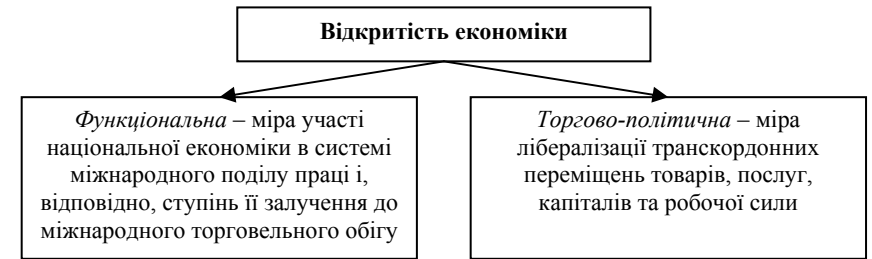 Відкритість економіки
Функціональна – міра участі
національної економіки в системі
міжнародного поділу праці і,
відповідно, ступінь її залучення до
міжнародного торговельного обігу
Торгово-політична – міра
лібералізації транскордонних
переміщень товарів, послуг,
капіталів та робочої сили